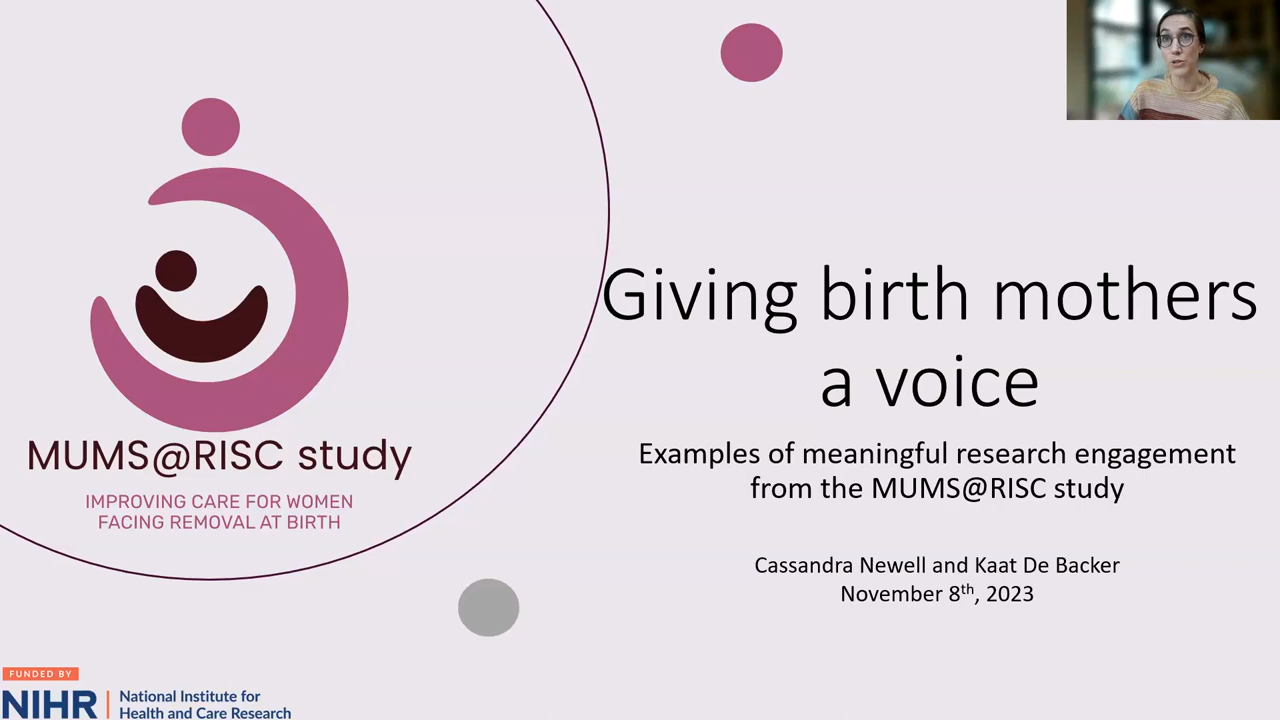 MUMS@RISC study
IMPROVING CARE FOR WOMEN
FACING REMOVAL AT BIRTH
Giving birth mothers
a voice
Examples of meaningful research engagement
from the MUMS@RISC study
Cassandra Newell and Kaat De Backer
November 8th, 2023
FUNDED BY
NIHR | National Institute for
Health and Care Research